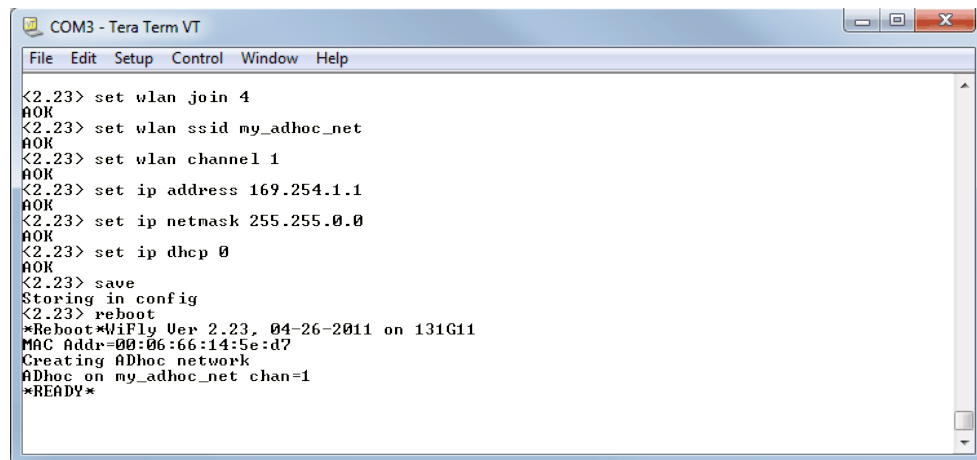 COM3 - Tera Term VT
File Edit Setup Control Window Help
<2.23> set wlan join 4
AOK
<2.23> set wlan ssid my_adhoc_net
AOK
<2.23> set wlan channel 1
AOK
<2.23> set ip address 169.254.1.1
AOK
<2.23> set ip netmask 255.255.0.0
AOK
<2.23> set ip dhcp 0
AOK
<2.23> save
Storing in config
<2.23> reboot
*Reboot*WiFly Ver 2.23, 04-26-2011 on 131G11
MAC Addr=00:06:66:14:5e:d7
Creating ADhoc network
ADhoc on my_adhoc_net chan=1
*READY*